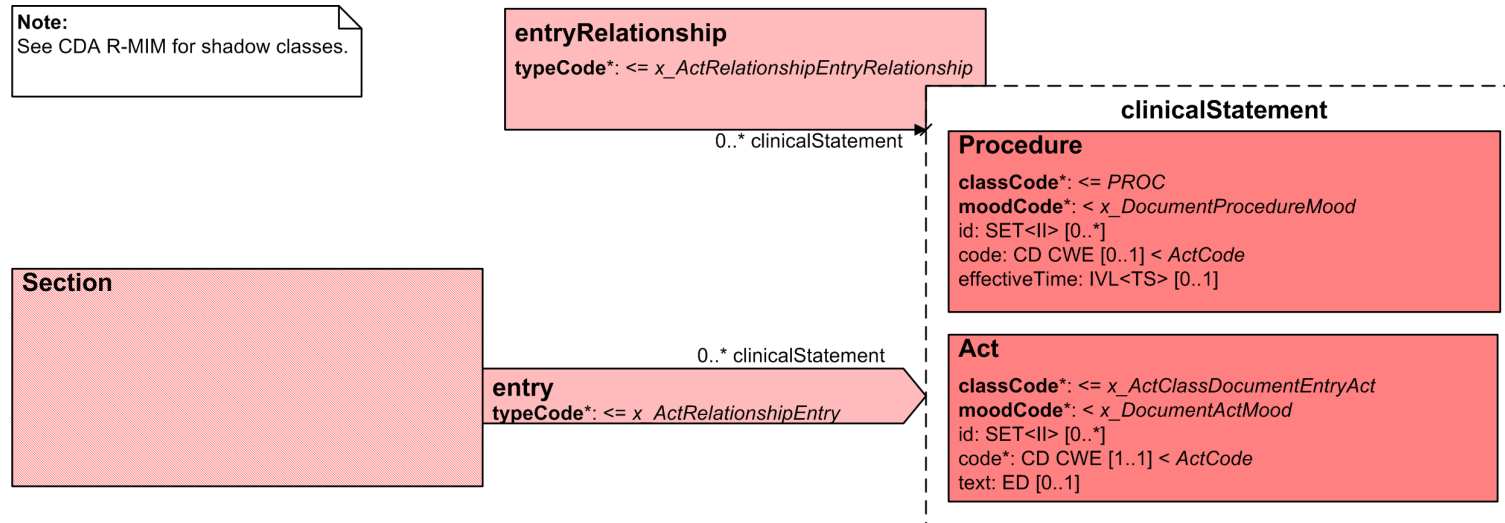 Note:
See CDA R-MIM for shadow classes.
entryRelationship
typeCode*: <= x_ActRelationshipEntryRelationship
0..* clinicalStatement
clinicalStatement
Procedure
classCode*: <= PROC
moodCode*: < x_DocumentProcedureMood
id: SET<II> [0..*]
code: CD CWE [0..1] < ActCode
effectiveTime: IVL<TS> [0..1]
Section
0..* clinicalStatement
entry
typeCode*: <= x_ActRelationshipEntry
Act
classCode*: <= x_ActClassDocumentEntryAct
moodCode*: < x_DocumentActMood
id: SET<II> [0..*]
code*: CD CWE [1..1] < ActCode
text: ED [0..1]